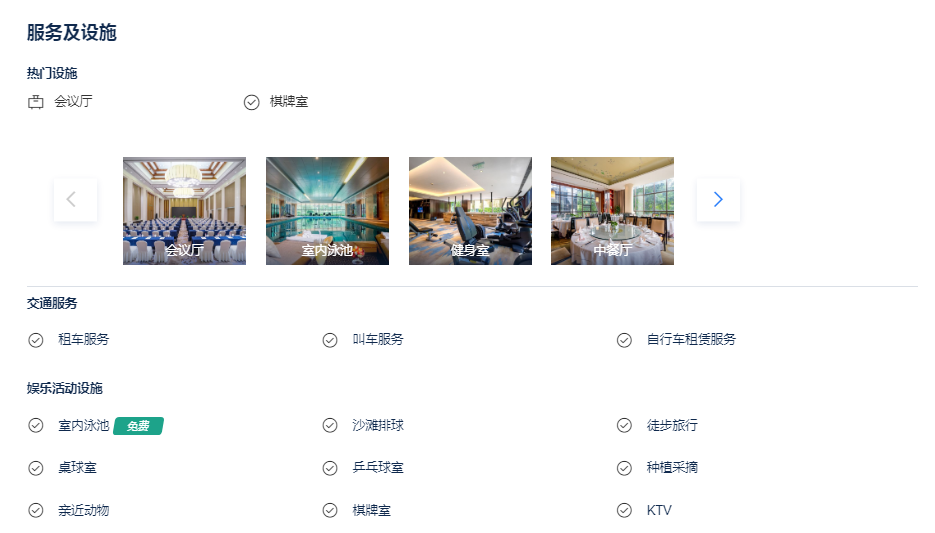 服务及设施
热门设施
会议厅 棋牌室
会议厅 室内泳池 健身室 中餐厅
交通服务
租车服务 叫车服务 自行车租赁服务
娱乐活动设施
室内泳池 免费 沙滩排球 徒步旅行
桌球室 乒乓球室 种植采摘
亲近动物 棋牌室 KTV